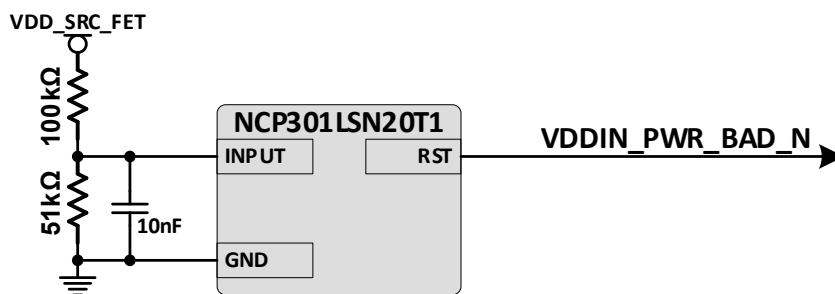 VDD_SRC_FET
100kΩ
NCP301LSN20T1
INPUT
RST
VDDIN_PWR_BAD_N
51kΩ
10nF
GND